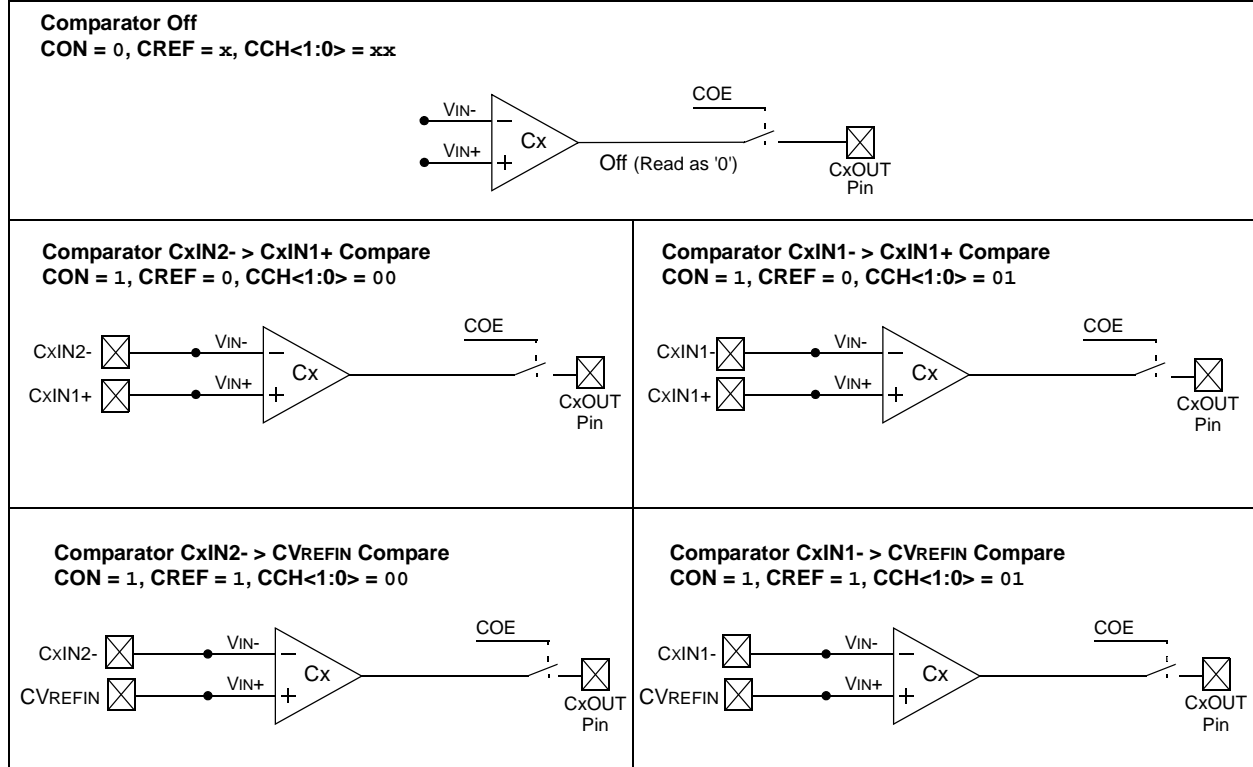 Comparator Off
CON = 0, CREF = x, CCH<1:0> = xx
COE
VIN-
VIN+
Cx
Off (Read as '0')
CxOUT
Pin
Comparator CxIN2- > CxIN1+ Compare
CON = 1, CREF = 0, CCH<1:0> = 00
COE
CxIN2-
VIN-
CxIN1+
VIN+
Cx
CxOUT
Pin
Comparator CxIN1- > CxIN1+ Compare
CON = 1, CREF = 0, CCH<1:0> = 01
COE
CxIN1-
VIN-
CxIN1+
VIN+
Cx
CxOUT
Pin
Comparator CxIN2- > CVREFIN Compare
CON = 1, CREF = 1, CCH<1:0> = 00
COE
CxIN2-
VIN-
CVREFIN
VIN+
Cx
CxOUT
Pin
Comparator CxIN1- > CVREFIN Compare
CON = 1, CREF = 1, CCH<1:0> = 01
COE
CxIN1-
VIN-
CVREFIN
VIN+
Cx
CxOUT
Pin